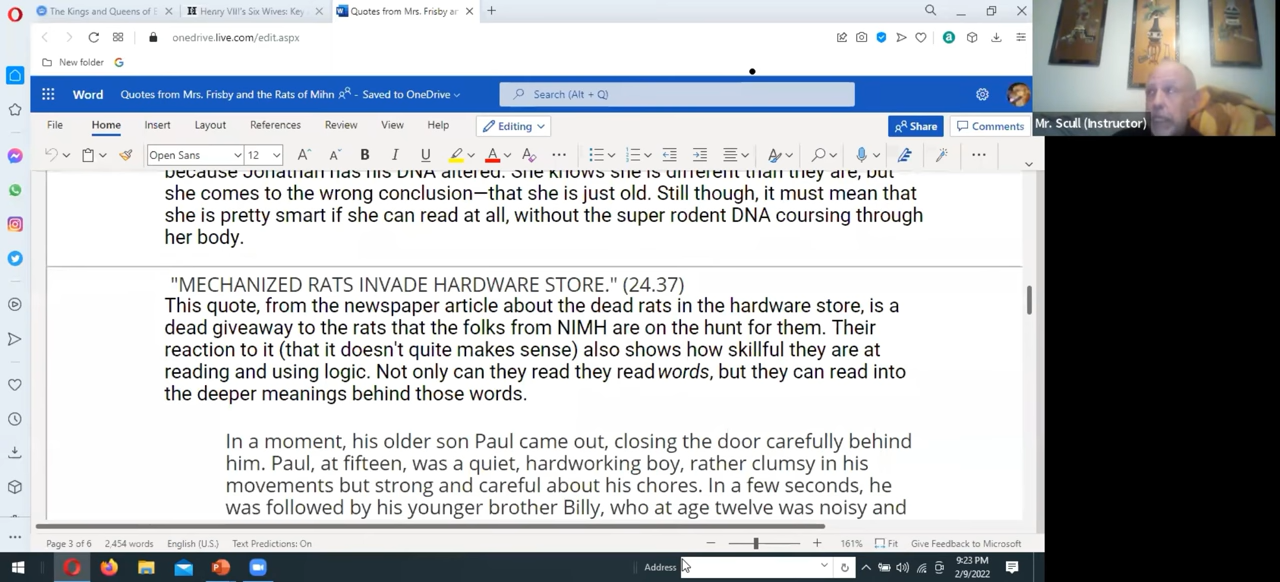 The Kings and Queens of E
Henry VIII's Six Wives: Key
Quotes from Mrs. Frisby ar
onedrive.live.com/edit.aspx
New folder
Word
Quotes from Mrs. Frisby and the Rats of Mihn
- Saved to OneDrive
Search (Alt + Q)
Mr. Scull (Instructor)
File
Home
Insert
Layout
References
Review
View
Help
Editing
Share
Comments
Open Sans
12
because Jonathan has his DNA altered. She knows she is different than they are, but
she comes to the wrong conclusion—that she is just old. Still though, it must mean that
she is pretty smart if she can read at all, without the super rodent DNA coursing through
her body.
"MECHANIZED RATS INVADE HARDWARE STORE." (24.37)
This quote, from the newspaper article about the dead rats in the hardware store, is a
dead giveaway to the rats that the folks from NIMH are on the hunt for them. Their
reaction to it (that it doesn't quite makes sense) also shows how skillful they are at
reading and using logic. Not only can they read they read words, but they can read into
the deeper meanings behind those words.
In a moment, his older son Paul came out, closing the door carefully behind
him. Paul, at fifteen, was a quiet, hardworking boy, rather clumsy in his
movements but strong and careful about his chores. In a few seconds, he
was followed by his younger brother Billy, who at age twelve was noisy and
Page 3 of 6
2,454 words
English (U.S.)
Text Predictions: On
161%
Fit
Give Feedback to Microsoft
Address
9:23 PM
2/9/2022